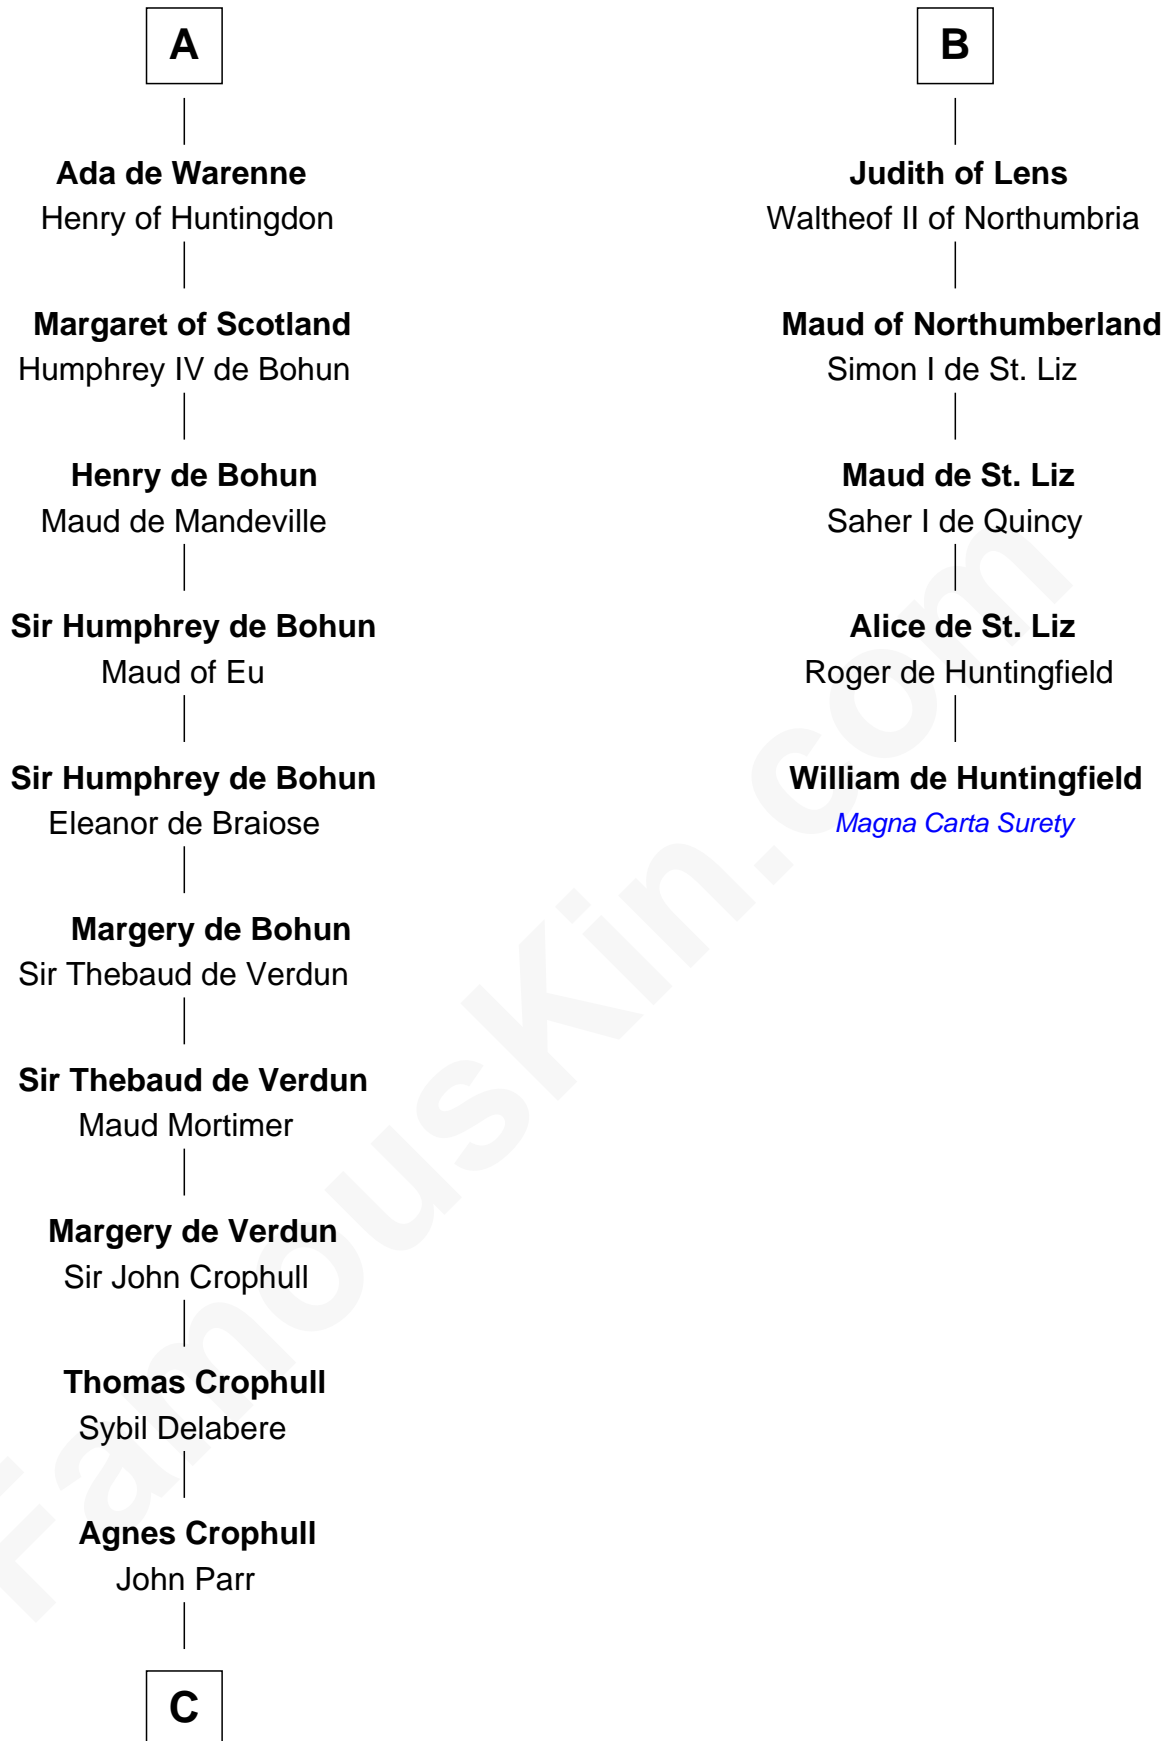 A
Ada de Warenne
Henry of Huntingdon
Margaret of Scotland
Humphrey IV de Bohun
Henry de Bohun
Maud de Mandeville
Sir Humphrey de Bohun
Maud of Eu
Sir Humphrey de Bohun
Eleanor de Braiose
Margery de Bohun
Sir Thebaud de Verdun
Sir Thebaud de Verdun
Maud Mortimer
Margery de Verdun
Sir John Crophull
Thomas Crophull
Sybil Delabere
Agnes Crophull
John Parr
C
B
Judith of Lens
Waltheof II of Northumbria
Maud of Northumberland
Simon I de St. Liz
Maud de St. Liz
Saher I de Quincy
Alice de St. Liz
Roger de Huntingfield
William de Huntingfield
Magna Carta Surety
FamousKin.com